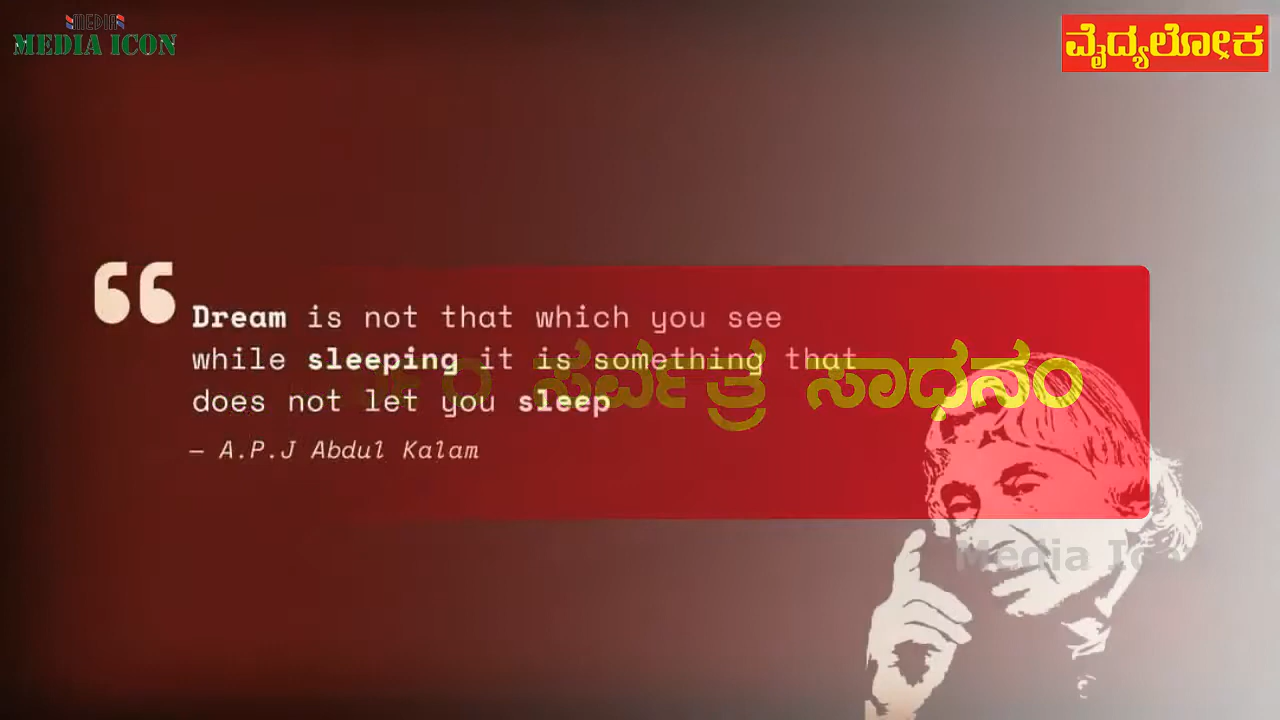 MEDIA
MEDIA ICON
ವೈದ್ಯಲೋಕ
Dream is not that which you see
while sleeping it is something that
does not let you sleep
— A.P.J Abdul Kalam
ಸರ್ವತ್ರ ಸಾಧನಂ
Media